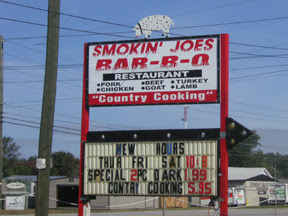 SMOKIN' JOES
BAR-B-Q
RESTAURANT
•PORK •BEEF •TURKEY
•CHICKEN •GOAT •LAMB
"Country Cooking"
NEW HOURS
THUR FRI SAT 10 TO 8
SPECIAL 2PC DARK 1.99
CONTRY COOKING 5.95